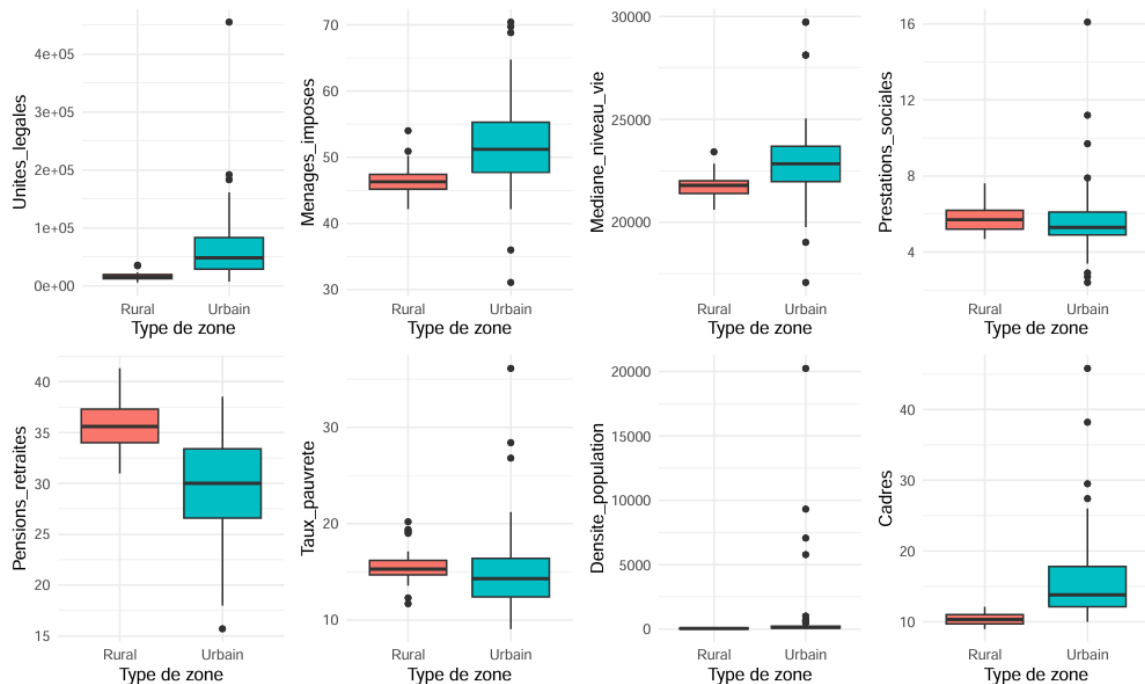 Unites_legales
4e+05
3e+05
2e+05
1e+05
0e+00
Rural
Urbain
Type de zone
Menages_imposes
70
60
50
40
30
Rural
Urbain
Type de zone
Mediane_niveau_vie
30000
25000
20000
Rural
Urbain
Type de zone
Prestations_sociales
16
12
8
4
Rural
Urbain
Type de zone
Pensions_retraites
40
35
30
25
20
15
Rural
Urbain
Type de zone
Taux_pauvrete
30
20
10
Rural
Urbain
Type de zone
Densite_population
20000
15000
10000
5000
0
Rural
Urbain
Type de zone
Cadres
40
30
20
10
Rural
Urbain
Type de zone